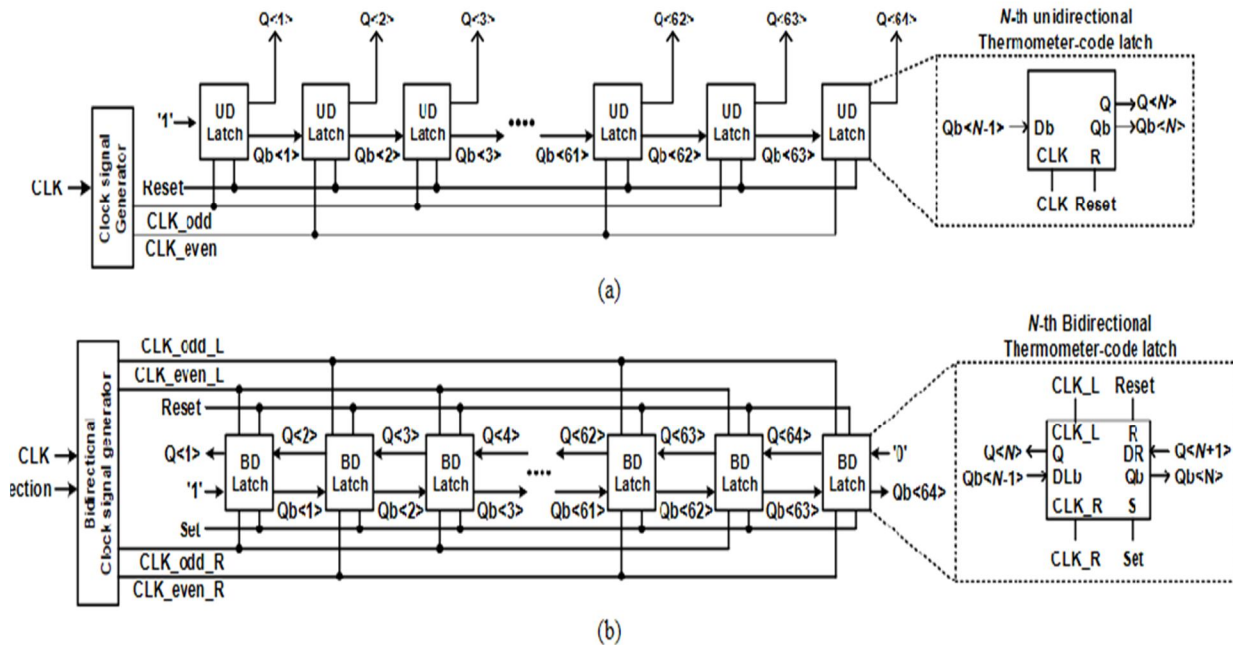 Q<1> Q<2> Q<3> Q<62> Q<63> Q<64>
N-th unidirectional
Thermometer-code latch
UD Latch UD Latch UD Latch UD Latch UD Latch UD Latch
'1'
Qb<1> Qb<2> Qb<3> Qb<61> Qb<62> Qb<63>
Q Q<N>
Qb<N-1> Db Qb Qb<N>
CLK R
CLK Reset
CLK
Clock signal
Generator
Reset
CLK_odd
CLK_even
(a)
N-th Bidirectional
Thermometer-code latch
CLK_odd_L
CLK_even_L
Reset
CLK
ection
Bidirectional
Clock signal generator
Q<1> Q<2> Q<3> Q<4> Q<62> Q<63> Q<64> '0'
BD Latch BD Latch BD Latch BD Latch BD Latch BD Latch
'1' Qb<1> Qb<2> Qb<3> Qb<61> Qb<62> Qb<63> Qb<64>
Set
CLK_odd_R
CLK_even_R
CLK_L Reset
CLK_L R
Q<N> Q DR Q<N+1>
Qb<N-1> DLb Qb Qb<N>
CLK_R S
CLK_R Set
(b)